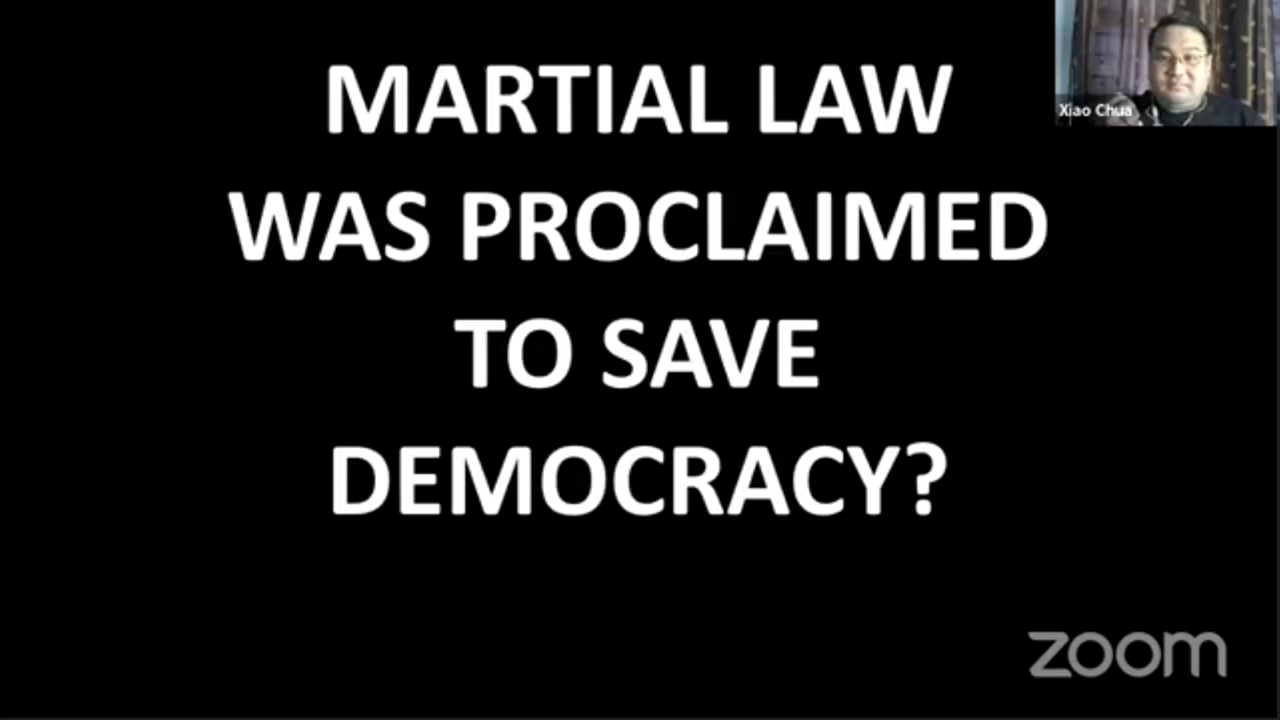 MARTIAL LAW
WAS PROCLAIMED
TO SAVE
DEMOCRACY?
Xiao Chua
zoom